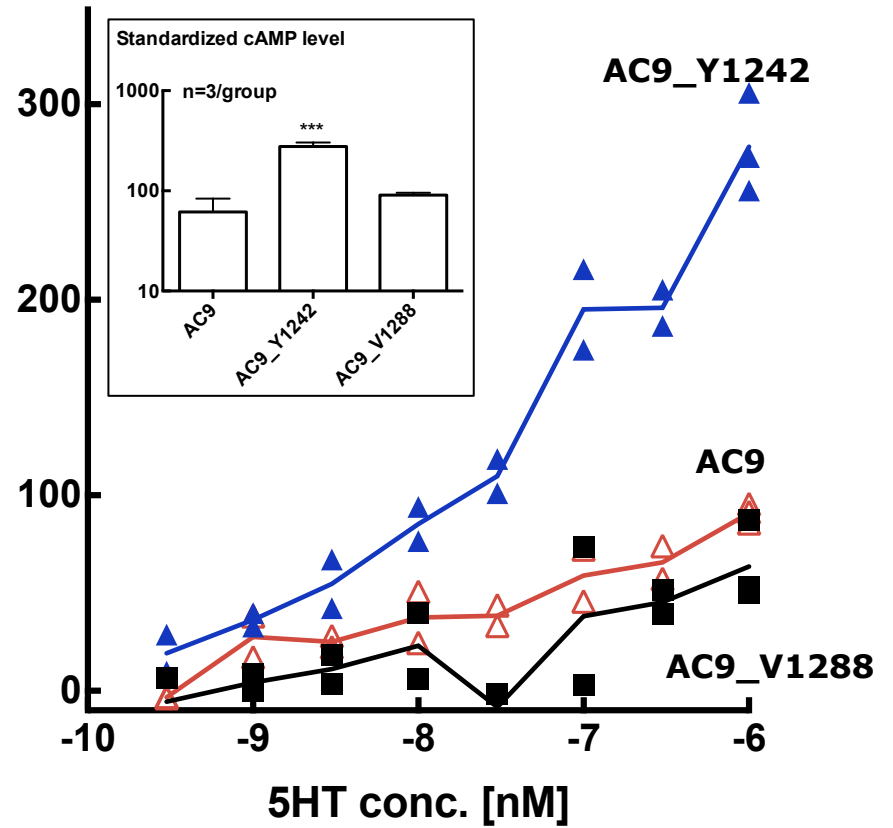 Standardized cAMP level
n=3/group
1000
100
10
***
AC9
AC9_Y1242
AC9_V1288
300
200
100
0
AC9_Y1242
AC9
AC9_V1288
-10
-9
-8
-7
-6
5HT conc. [nM]